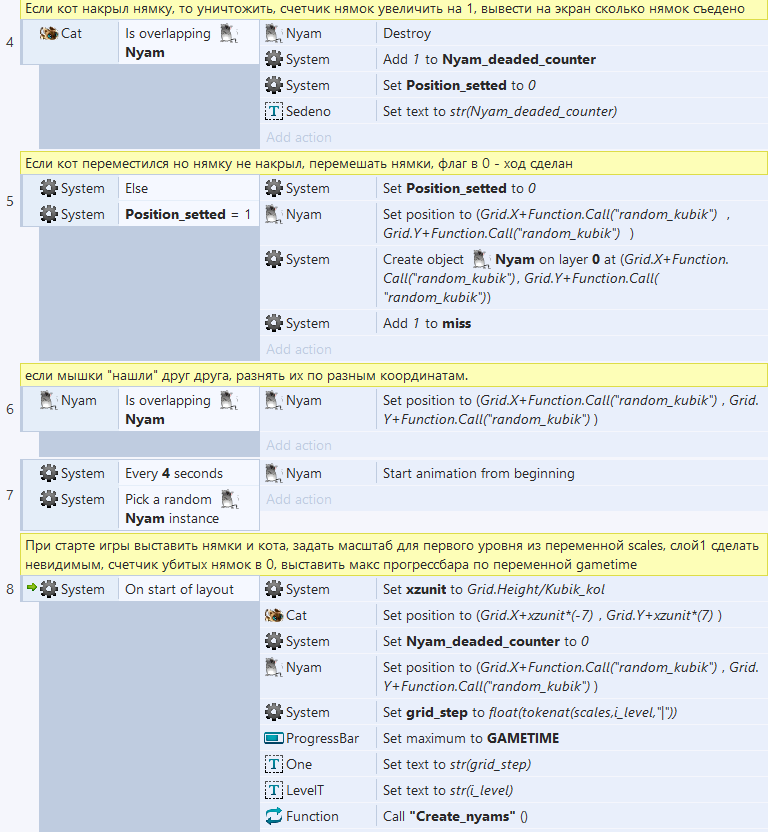 Если кот накрыл нямку, то уничтожить, счетчик нямок увеличить на 1, вывести на экран сколько нямок съедено
4
Cat Is overlapping Nyam
Nyam Destroy
System Add 1 to Nyam_deaded_counter
System Set Position_setted to 0
T Sedeno Set text to str(Nyam_deaded_counter)
Add action
Если кот переместился но нямку не накрыл, перемешать нямки, флаг в 0 - ход сделан
5
System Else
System Position_setted = 1
System Set Position_setted to 0
Nyam Set position to (Grid.X+Function.Call("random_kubik") ,
Grid.Y+Function.Call("random_kubik") )
System Create object Nyam on layer 0 at (Grid.X+Function.
Call("random_kubik"), Grid.Y+Function.Call(
"random_kubik"))
System Add 1 to miss
Add action
если мышки "нашли" друг друга, разнять их по разным координатам.
6
Nyam Is overlapping
Nyam
Nyam Set position to (Grid.X+Function.Call("random_kubik") , Grid.
Y+Function.Call("random_kubik") )
Add action
7
System Every 4 seconds
System Pick a random
Nyam instance
Nyam Start animation from beginning
Add action
При старте игры выставить нямки и кота, задать масштаб для первого уровня из переменной scales, слой1 сделать
невидимым, счетчик убитых нямок в 0, выставить макс прогрессбара по переменной gametime
8
System On start of layout
System Set xzunit to Grid.Height/Kubik_kol
Cat Set position to (Grid.X+xzunit*(-7) , Grid.Y+xzunit*(7) )
System Set Nyam_deaded_counter to 0
Nyam Set position to (Grid.X+Function.Call("random_kubik") , Grid.
Y+Function.Call("random_kubik") )
System Set grid_step to float(tokenat(scales,i_level,"|"))
ProgressBar Set maximum to GAMETIME
T One Set text to str(grid_step)
T LevelT Set text to str(i_level)
Function Call "Create_nyams" ()